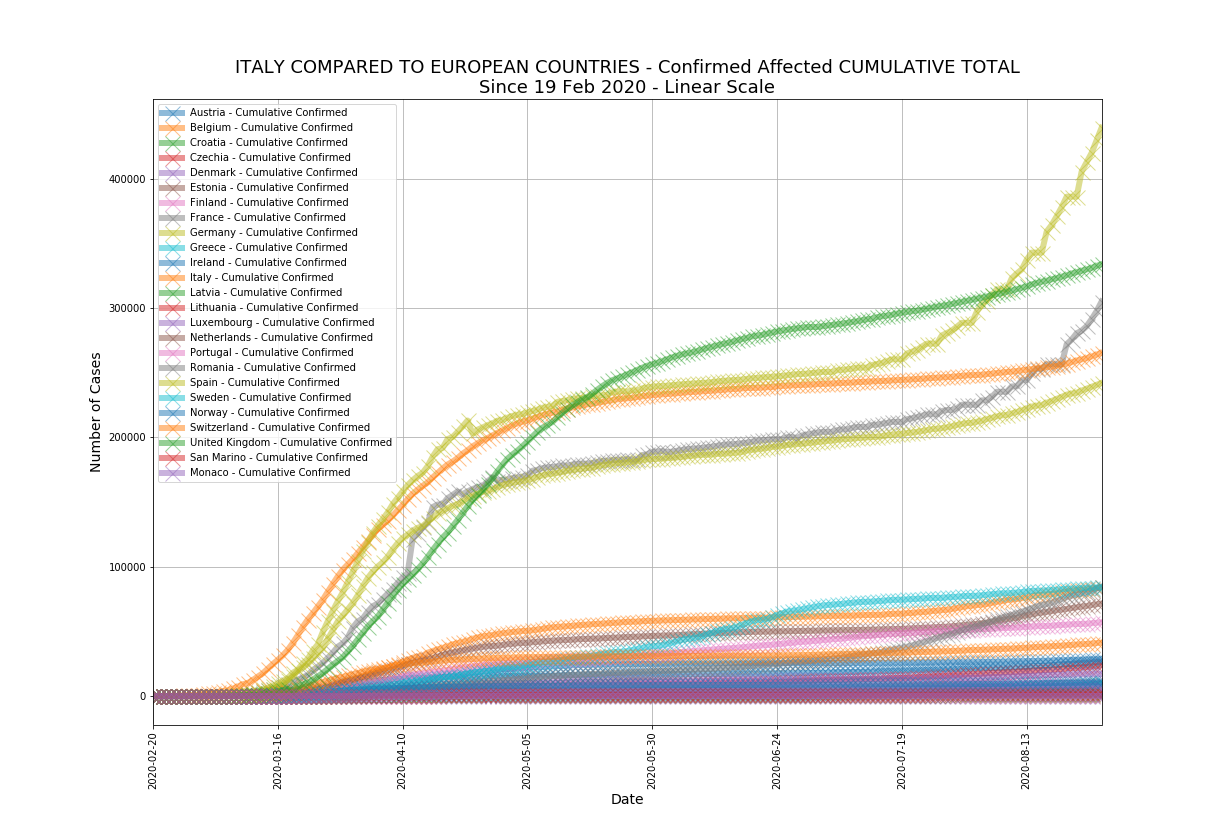 ITALY COMPARED TO EUROPEAN COUNTRIES - Confirmed Affected CUMULATIVE TOTAL
Since 19 Feb 2020 - Linear Scale
Austria - Cumulative Confirmed
Belgium - Cumulative Confirmed
Croatia - Cumulative Confirmed
Czechia - Cumulative Confirmed
Denmark - Cumulative Confirmed
Estonia - Cumulative Confirmed
Finland - Cumulative Confirmed
France - Cumulative Confirmed
Germany - Cumulative Confirmed
Greece - Cumulative Confirmed
Ireland - Cumulative Confirmed
Italy - Cumulative Confirmed
Latvia - Cumulative Confirmed
Lithuania - Cumulative Confirmed
Luxembourg - Cumulative Confirmed
Netherlands - Cumulative Confirmed
Portugal - Cumulative Confirmed
Romania - Cumulative Confirmed
Spain - Cumulative Confirmed
Sweden - Cumulative Confirmed
Norway - Cumulative Confirmed
Switzerland - Cumulative Confirmed
United Kingdom - Cumulative Confirmed
San Marino - Cumulative Confirmed
Monaco - Cumulative Confirmed
Number of Cases
400000
300000
200000
100000
0
2020-02-20
2020-03-16
2020-04-10
2020-05-05
2020-05-30
2020-06-24
2020-07-19
2020-08-13
Date